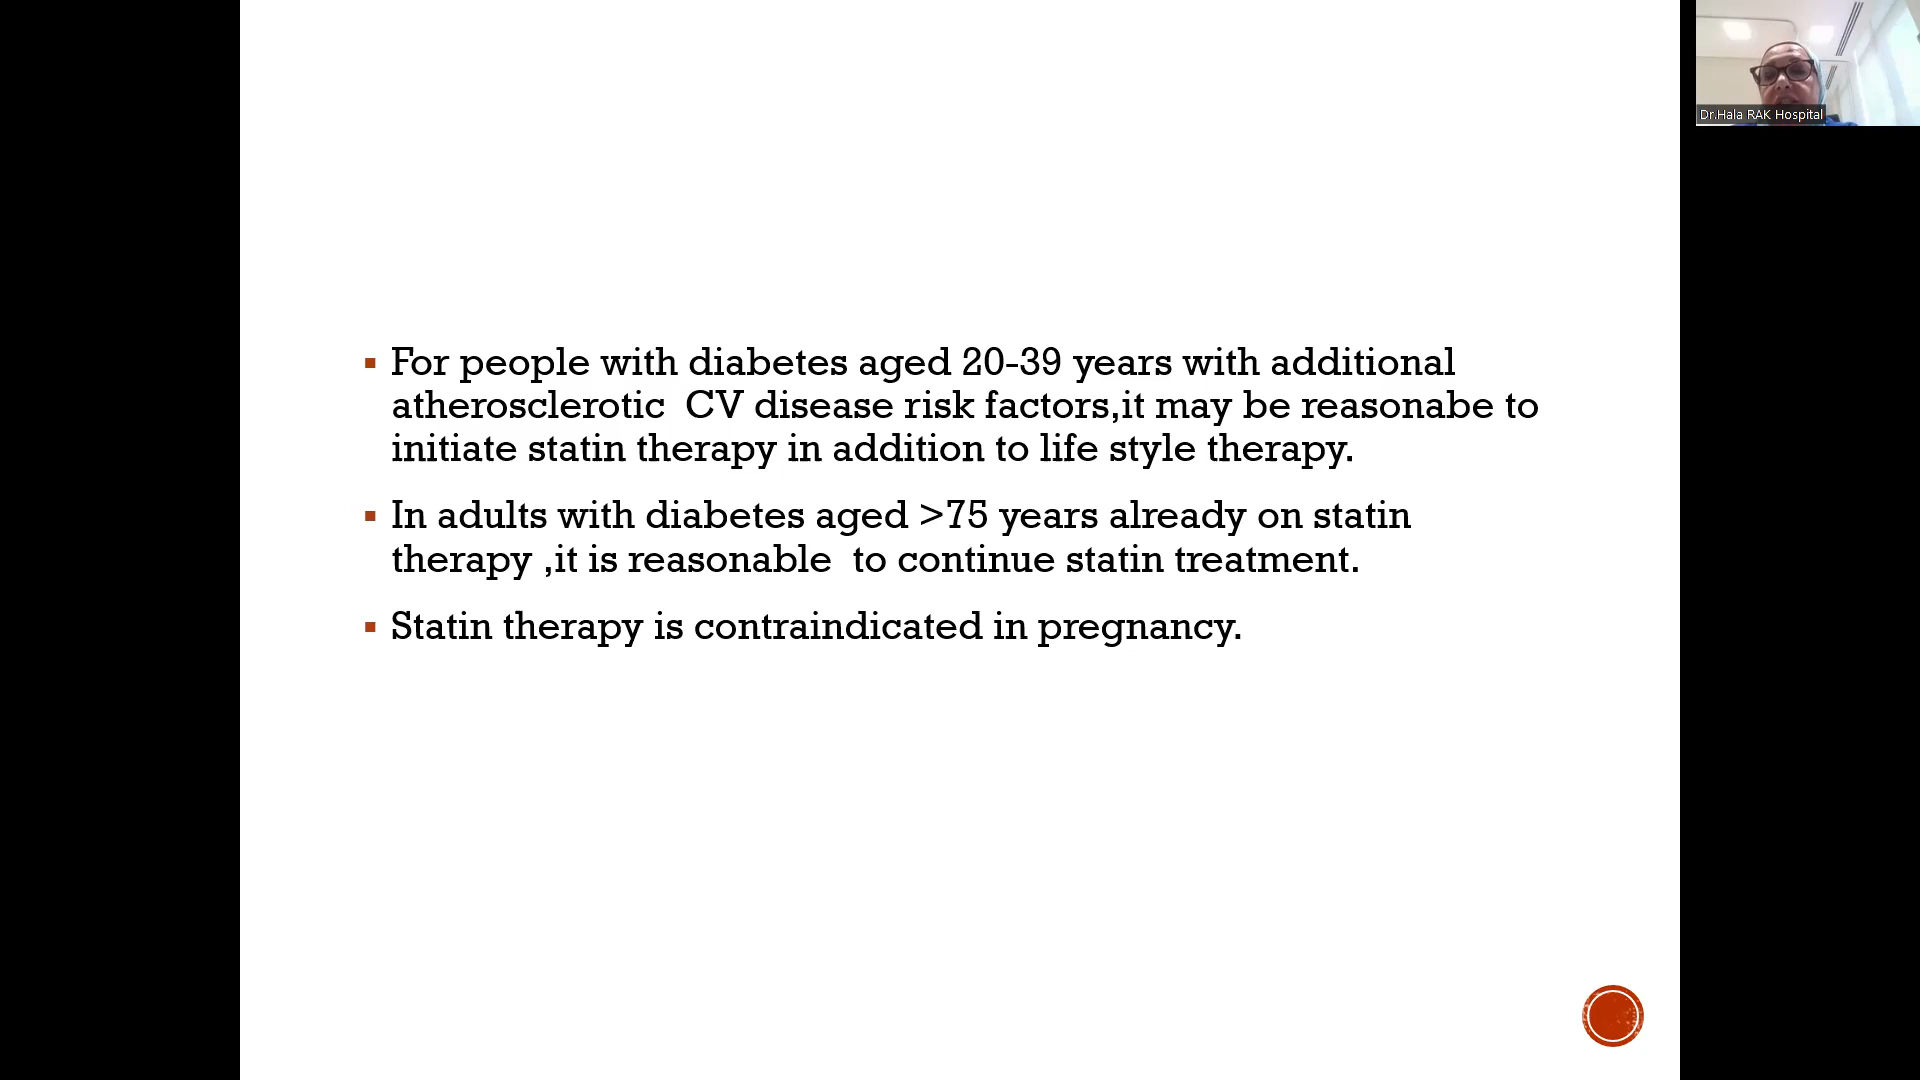 For people with diabetes aged 20-39 years with additional
atherosclerotic  CV disease risk factors,it may be reasonabe to
initiate statin therapy in addition to life style therapy.
In adults with diabetes aged >75 years already on statin
therapy ,it is reasonable  to continue statin treatment.
Statin therapy is contraindicated in pregnancy.
Dr.Hala RAK Hospital